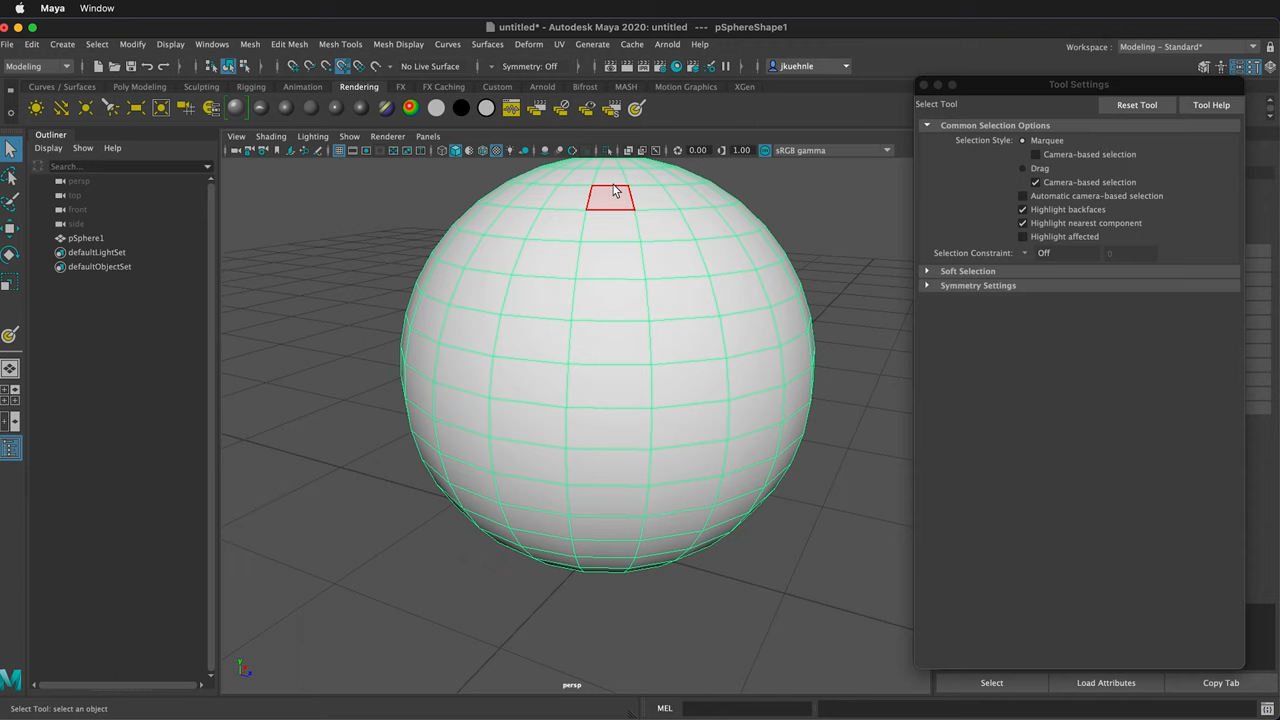 Maya Window
untitled* - Autodesk Maya 2020: untitled --- pSphereShape1
File Edit Create Select Modify Display Windows Mesh Edit Mesh Mesh Tools Mesh Display Curves Surfaces Deform UV Generate Cache Arnold Help
Workspace : Modeling - Standard*
Modeling No Live Surface Symmetry: Off jkuehnle
Curves / Surfaces Poly Modeling Sculpting Rigging Animation Rendering FX FX Caching Custom Arnold Bifrost MASH Motion Graphics XGen
Tool Settings
Select Tool Reset Tool Tool Help
Common Selection Options
Selection Style: Marquee
Camera-based selection
Drag
Camera-based selection
Automatic camera-based selection
Highlight backfaces
Highlight nearest component
Highlight affected
Selection Constraint: Off 0
Soft Selection
Symmetry Settings
Outliner
Display Show Help
Search...
persp
top
front
side
pSphere1
defaultLightSet
defaultObjectSet
View Shading Lighting Show Renderer Panels
0.00 1.00 sRGB gamma
persp
Select Load Attributes Copy Tab
Select Tool: select an object
MEL